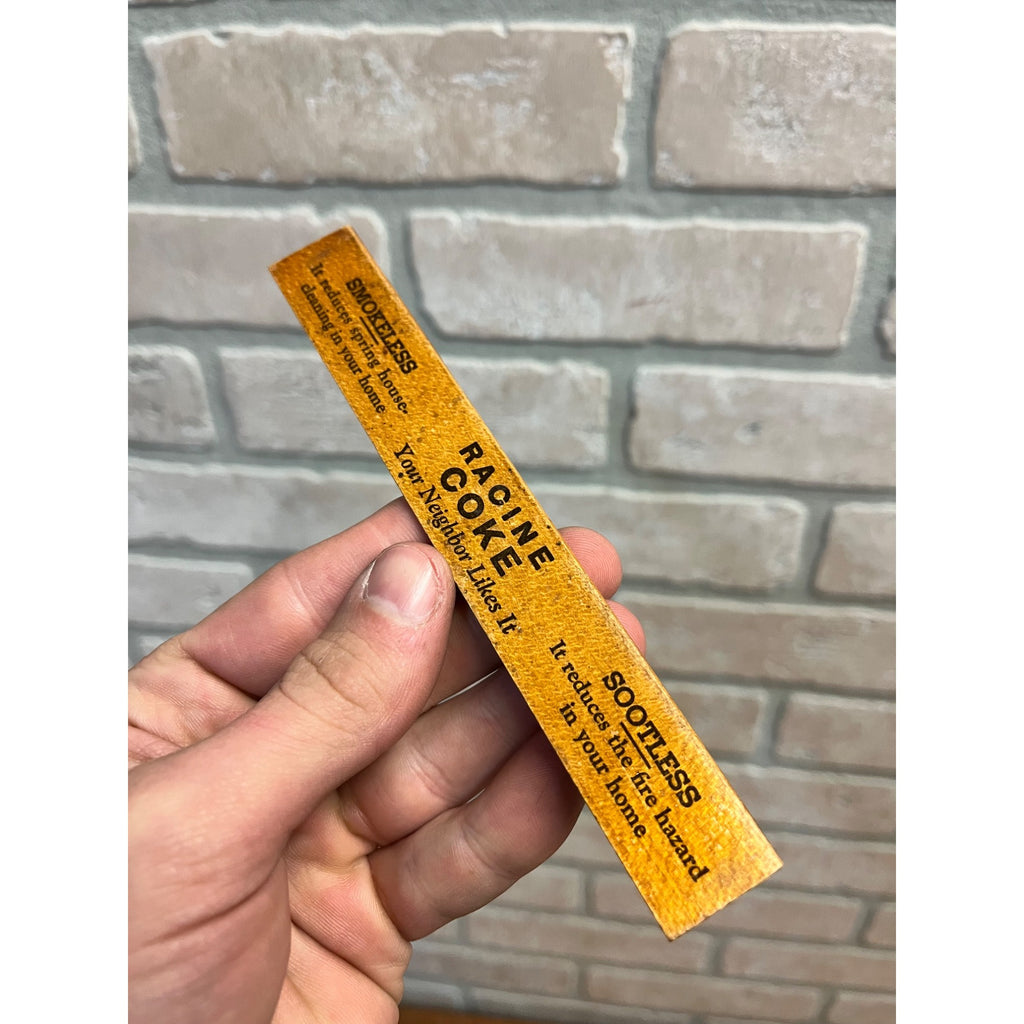 SMOKELESS
It reduces spring house-
cleaning in your home
RACINE
COKE
Your Neighbor Likes It
SOOTLESS
It reduces the fire hazard
in your home